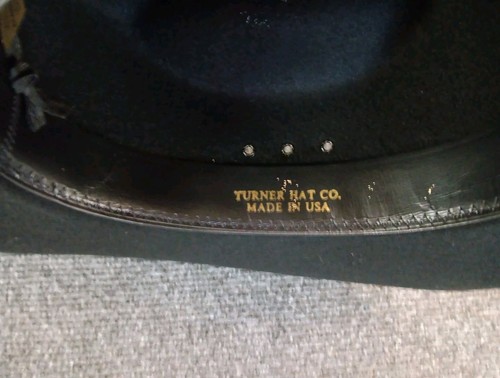 TURNER HAT CO.
MADE IN USA